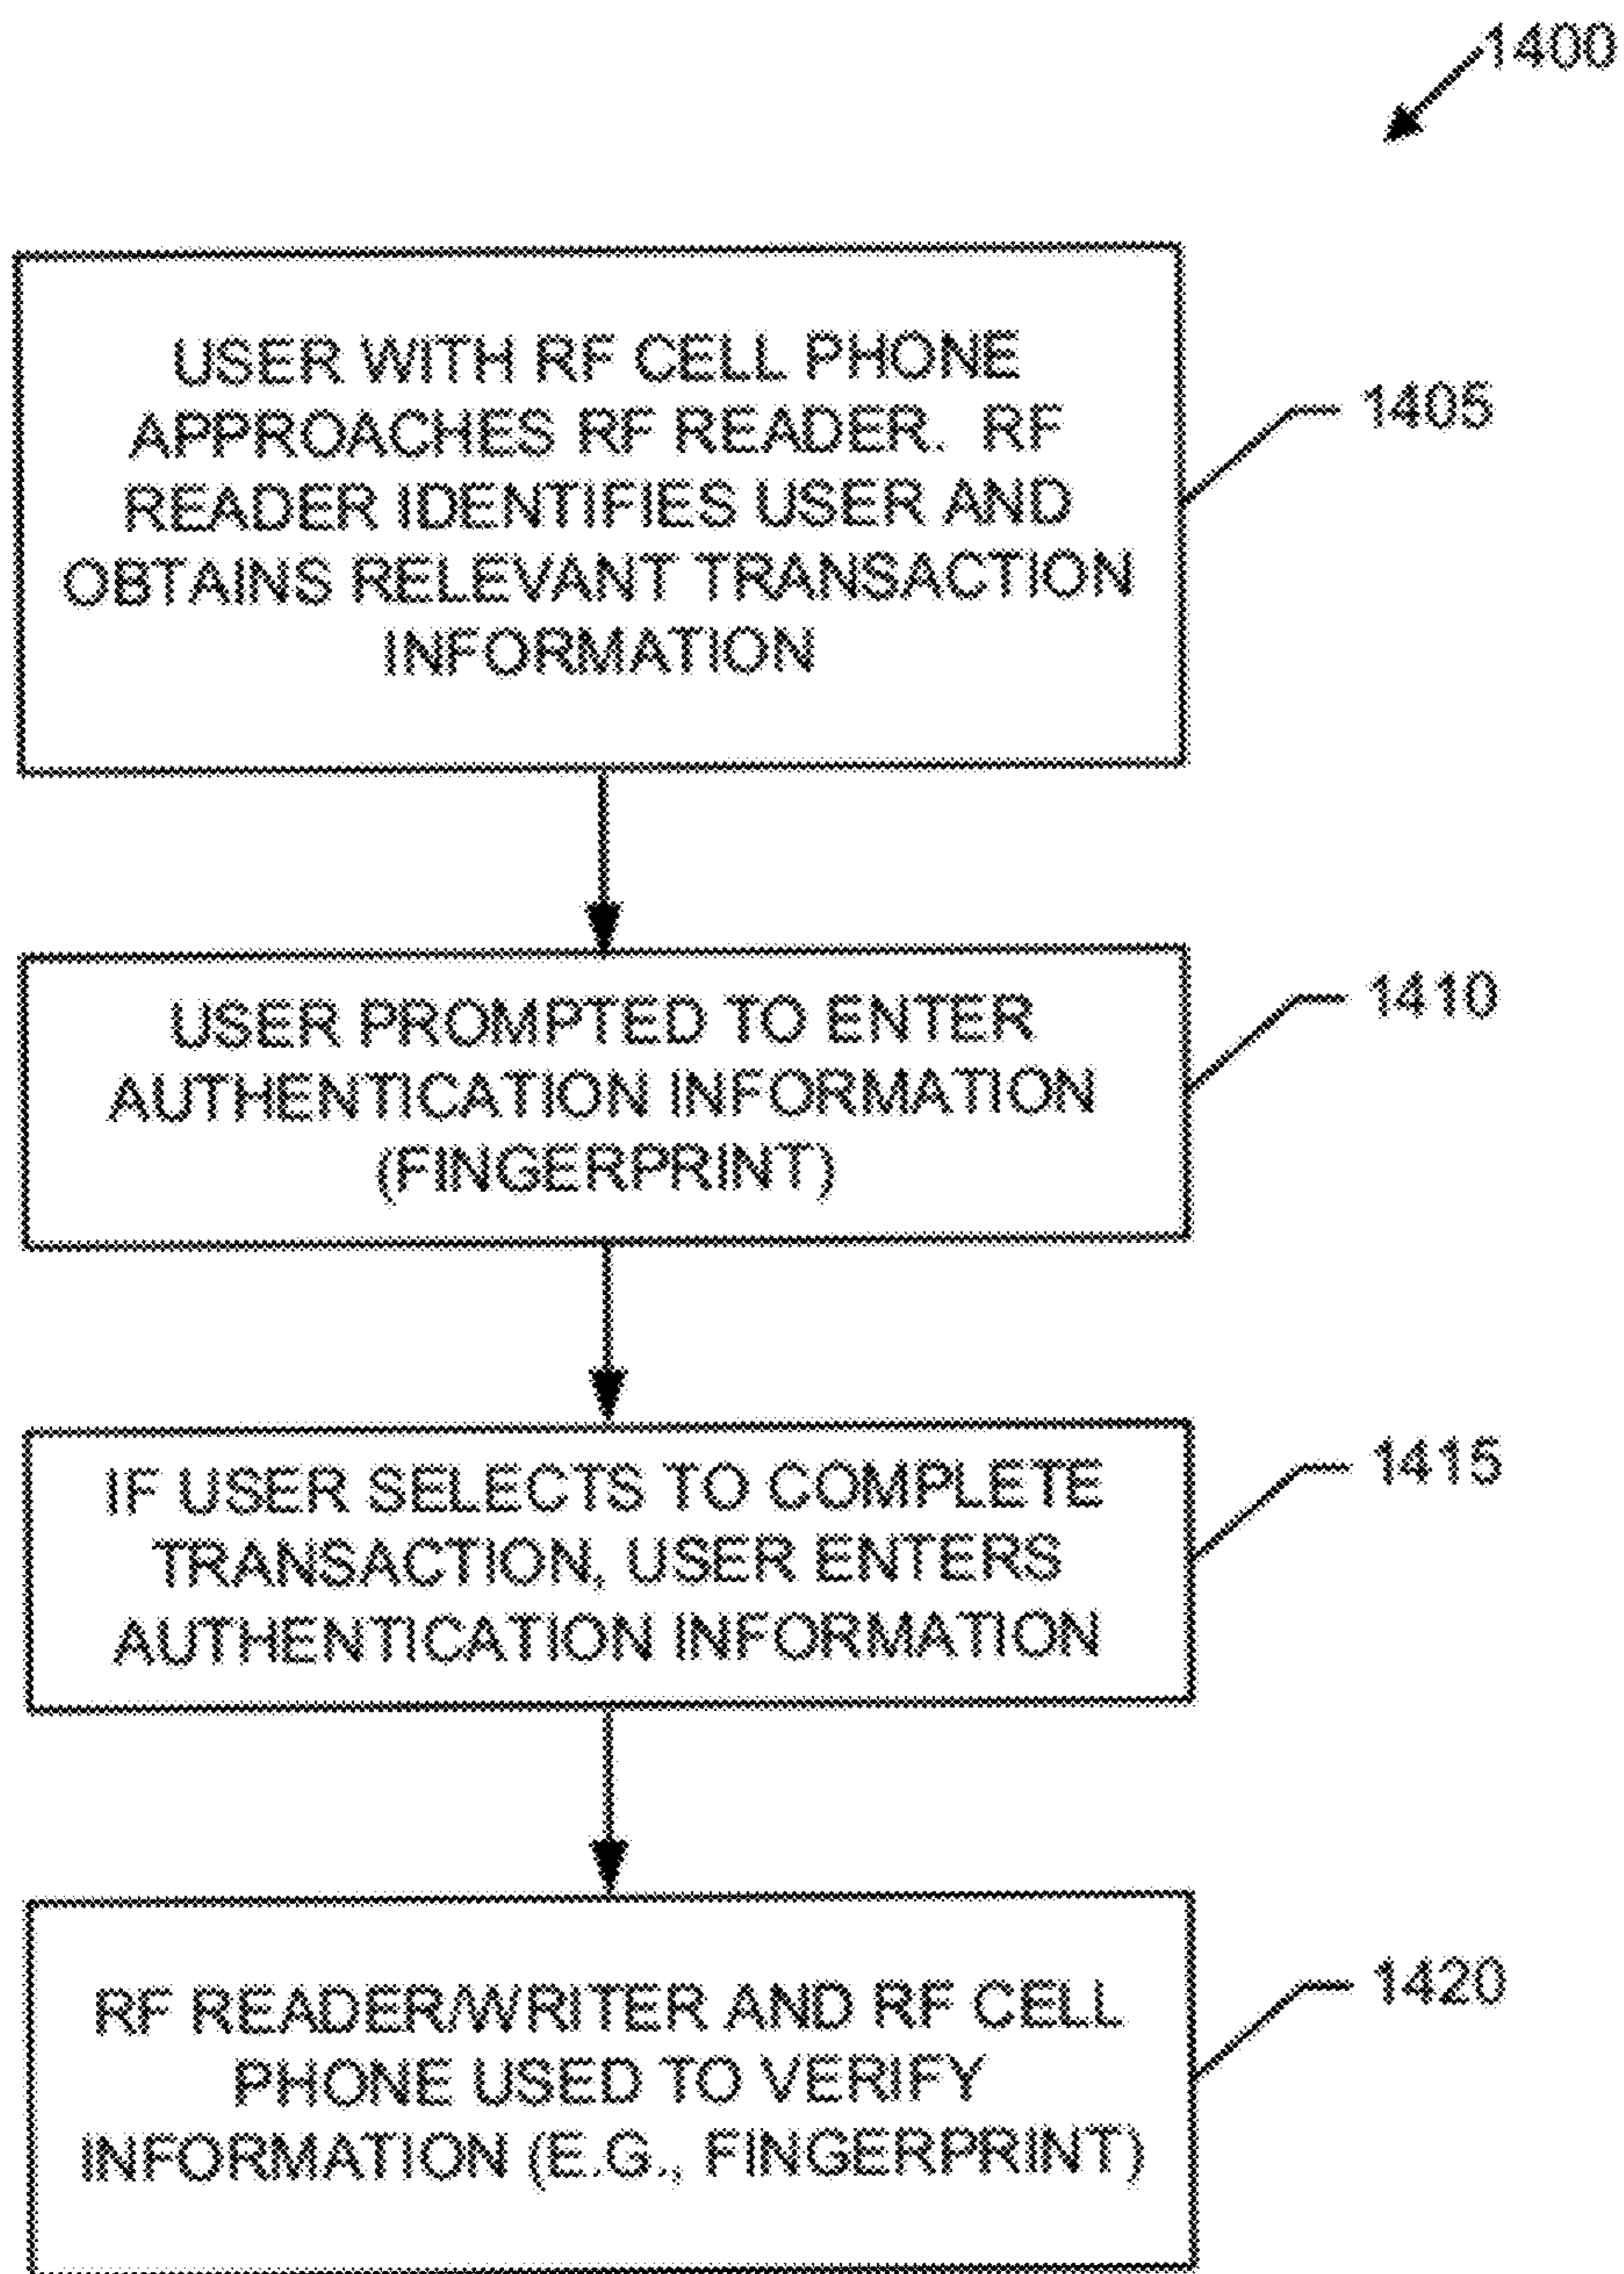 1400
USER WITH RF CELL PHONE
APPROACHES RF READER. RF
READER IDENTIFIES USER AND
OBTAINS RELEVANT TRANSACTION
INFORMATION
1405
USER PROMPTED TO ENTER
AUTHENTICATION INFORMATION
(FINGERPRINT)
1410
IF USER SELECTS TO COMPLETE
TRANSACTION, USER ENTERS
AUTHENTICATION INFORMATION
1415
RF READER/WRITER AND RF CELL
PHONE USED TO VERIFY
INFORMATION (E.G., FINGERPRINT)
1420